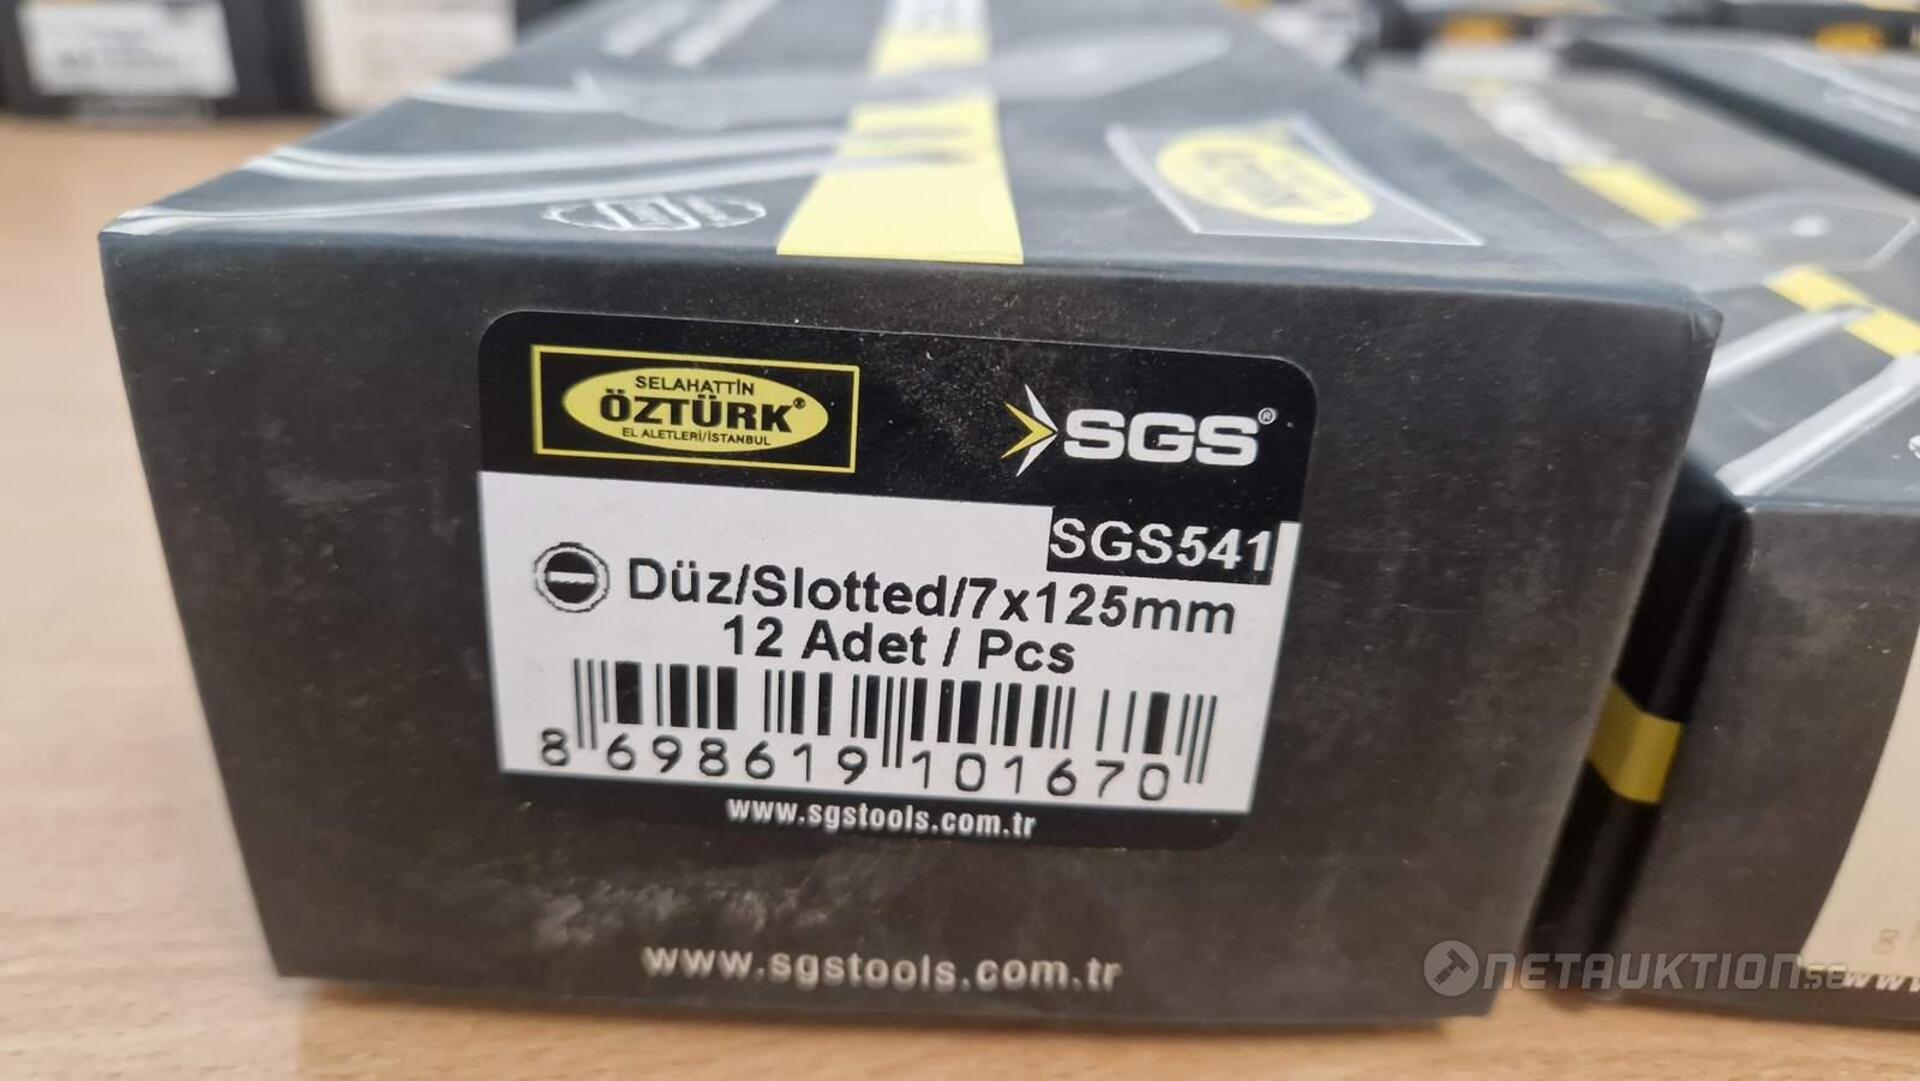 SELAHATTİN
ÖZTÜRK®
EL ALETLERİ/İSTANBUL
SGS®
SGS541
Düz/Slotted/7x125mm
12 Adet / Pcs
8 698619 101670
www.sgstools.com.tr
www.sgstools.com.tr
NETAUKTION.SE